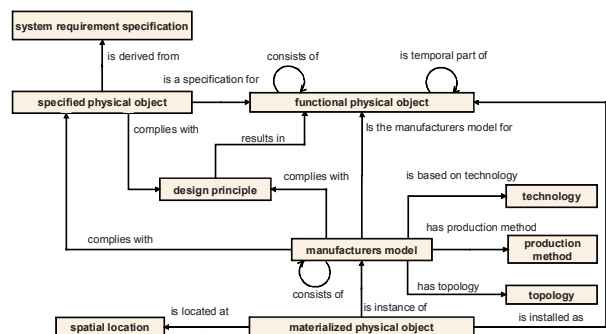 system requirement specification
is derived from
consists of
is temporal part of
is a specification for
specified physical object
functional physical object
complies with
results in
Is the manufacturers model for
design principle
complies with
is based on technology
technology
has production method
complies with
manufacturers model
production
method
consists of
has topology
topology
is instance of
is located at
is installed as
spatial location
materialized physical object